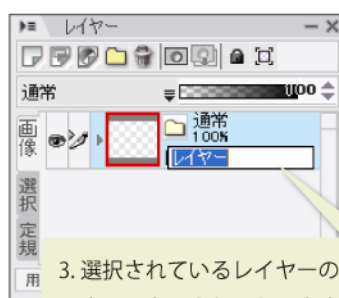 レイヤー
通常
100
画像
通常
100%
レイヤー
選択
定規
用
3. 選択されているレイヤーの